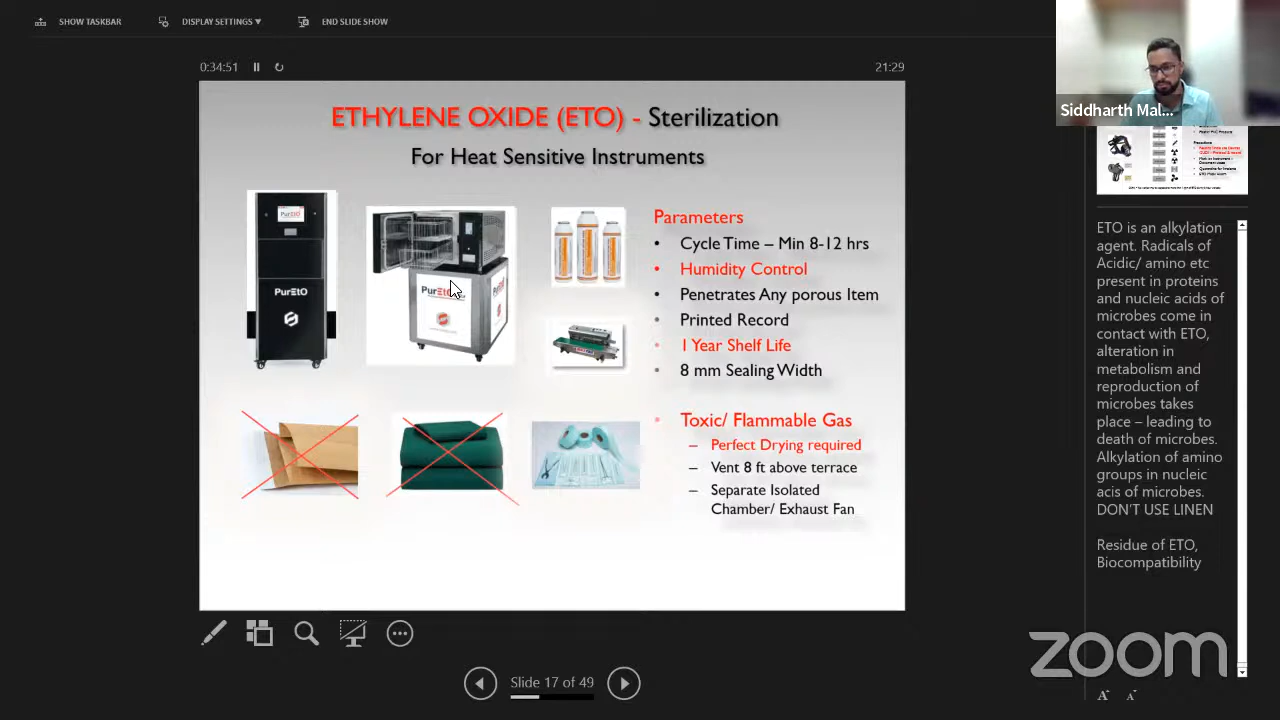 SHOW TASKBAR
DISPLAY SETTINGS
END SLIDE SHOW
0:34:51
21:29
ETHYLENE OXIDE (ETO) - Sterilization
For Heat Sensitive Instruments
PurEtO
PurEtO
Parameters
• Cycle Time – Min 8-12 hrs
• Humidity Control
• Penetrates Any porous Item
• Printed Record
• 1 Year Shelf Life
• 8 mm Sealing Width
• Toxic/ Flammable Gas
– Perfect Drying required
– Vent 8 ft above terrace
– Separate Isolated
Chamber/ Exhaust Fan
Slide 17 of 49
Siddharth Mal...
ETO is an alkylation
agent. Radicals of
Acidic/ amino etc
present in proteins
and nucleic acids of
microbes come in
contact with ETO,
alteration in
metabolism and
reproduction of
microbes takes
place – leading to
death of microbes.
Alkylation of amino
groups in nucleic
acis of microbes.
DON'T USE LINEN
Residue of ETO,
Biocompatibility
zoom
A A